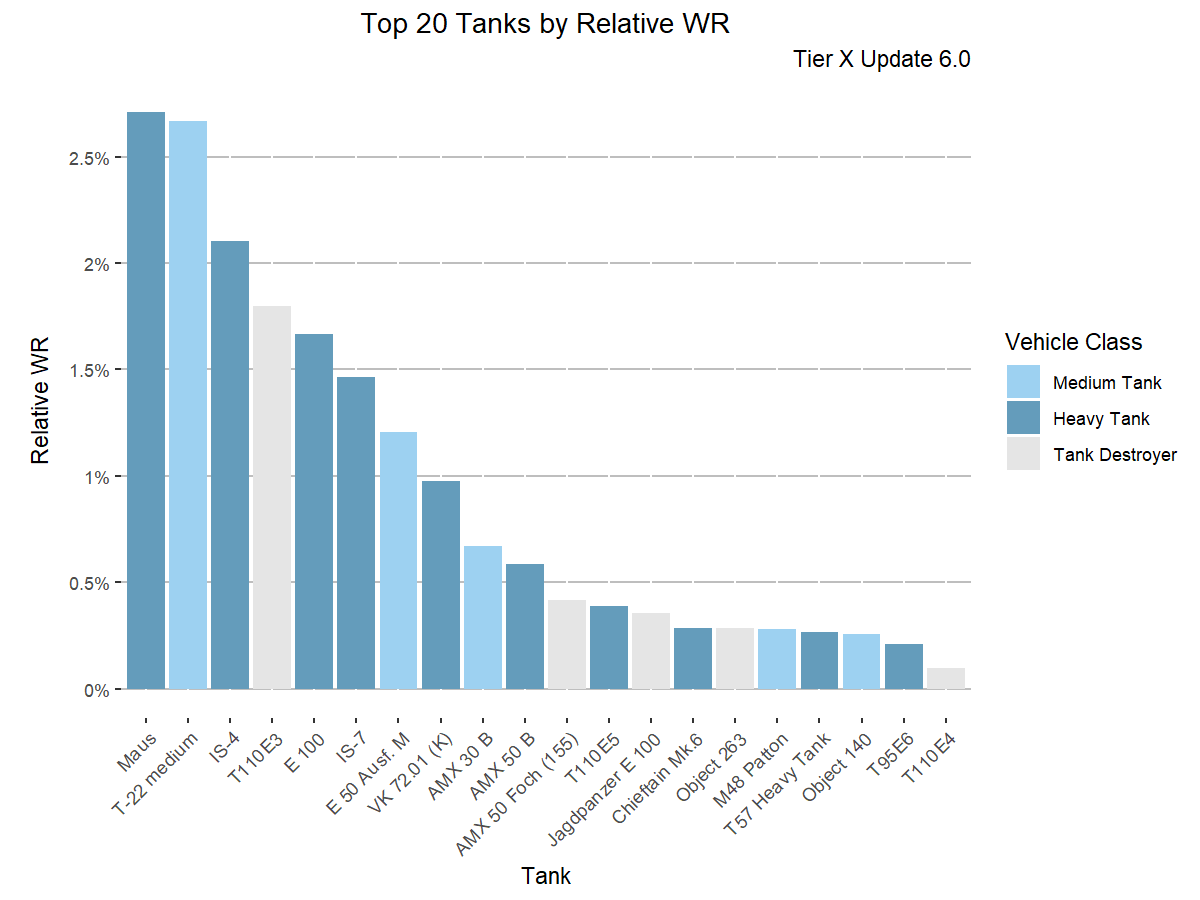 Top 20 Tanks by Relative WR
Tier X Update 6.0
Relative WR
2.5%
2%
1.5%
1%
0.5%
0%
Maus
T-22 medium
IS-4
T110E3
E 100
IS-7
E 50 Ausf. M
VK 72.01 (K)
AMX 30 B
AMX 50 B
AMX 50 Foch (155)
T110E5
Jagdpanzer E 100
Chieftain Mk.6
Object 263
M48 Patton
T57 Heavy Tank
Object 140
T95E6
T110E4
Tank
Vehicle Class
Medium Tank
Heavy Tank
Tank Destroyer